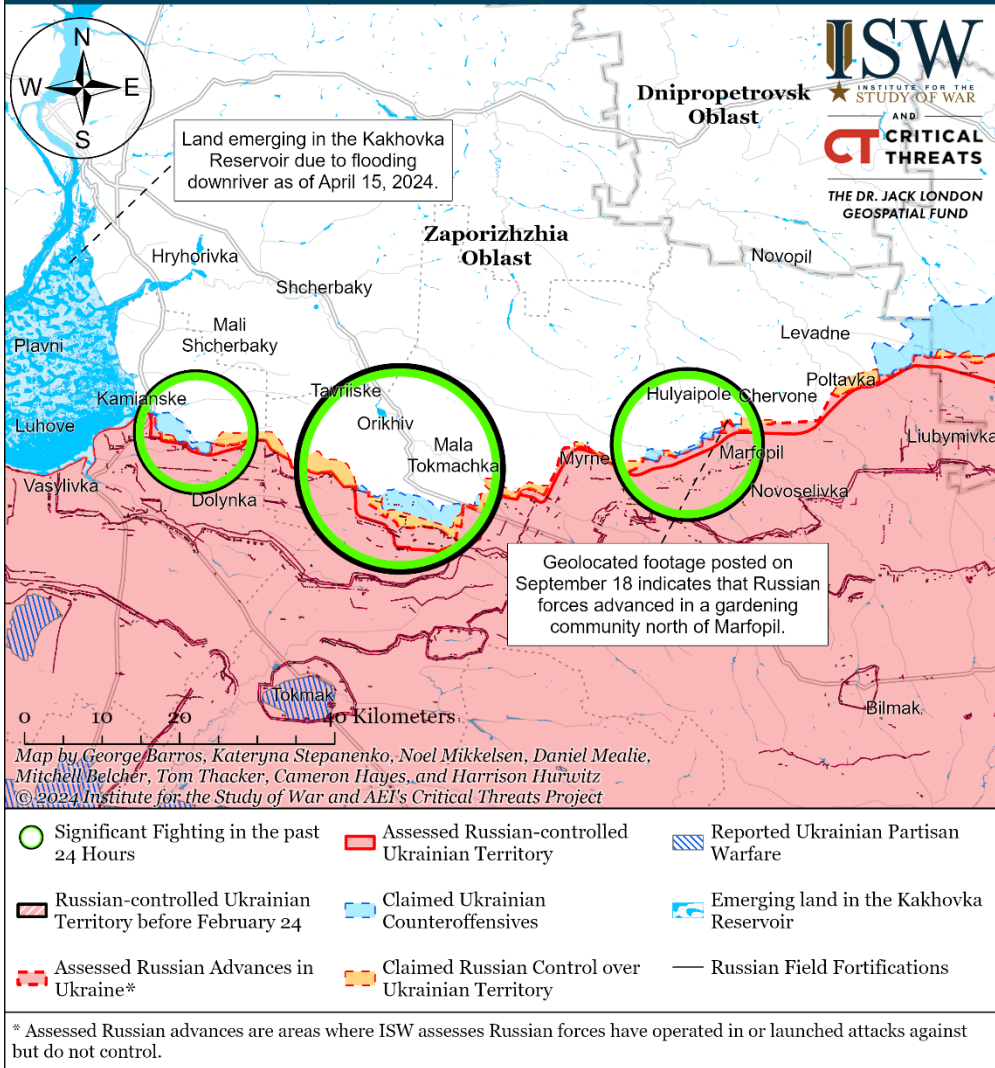 N
W
E
S
ISW
INSTITUTE FOR THE
STUDY OF WAR
AND
CT CRITICAL
THREATS
THE DR. JACK LONDON
GEOSPATIAL FUND
Land emerging in the Kakhovka
Reservoir due to flooding
downriver as of April 15, 2024.
Dnipropetrovsk
Oblast
Zaporizhzhia
Oblast
Hryhorivka
Novopil
Shcherbaky
Mali
Shcherbaky
Levadne
Plavni
Poltavka
Tavriiske
Kamianske
Hulyaipole
Chervone
Orikhiv
Luhove
Mala
Tokmachka
Liubymivka
Myrne
Marfopil
Vasylivka
Dolynka
Novoselivka
Geolocated footage posted on
September 18 indicates that Russian
forces advanced in a gardening
community north of Marfopil.
Tokmak
Bilmak
0 10 20 40 Kilometers
Map by George Barros, Kateryna Stepanenko, Noel Mikkelsen, Daniel Mealie,
Mitchell Belcher, Tom Thacker, Cameron Hayes, and Harrison Hurwitz
© 2024 Institute for the Study of War and AEI's Critical Threats Project
Significant Fighting in the past
24 Hours
Assessed Russian-controlled
Ukrainian Territory
Reported Ukrainian Partisan
Warfare
Russian-controlled Ukrainian
Territory before February 24
Claimed Ukrainian
Counteroffensives
Emerging land in the Kakhovka
Reservoir
Assessed Russian Advances in
Ukraine*
Claimed Russian Control over
Ukrainian Territory
Russian Field Fortifications
* Assessed Russian advances are areas where ISW assesses Russian forces have operated in or launched attacks against
but do not control.